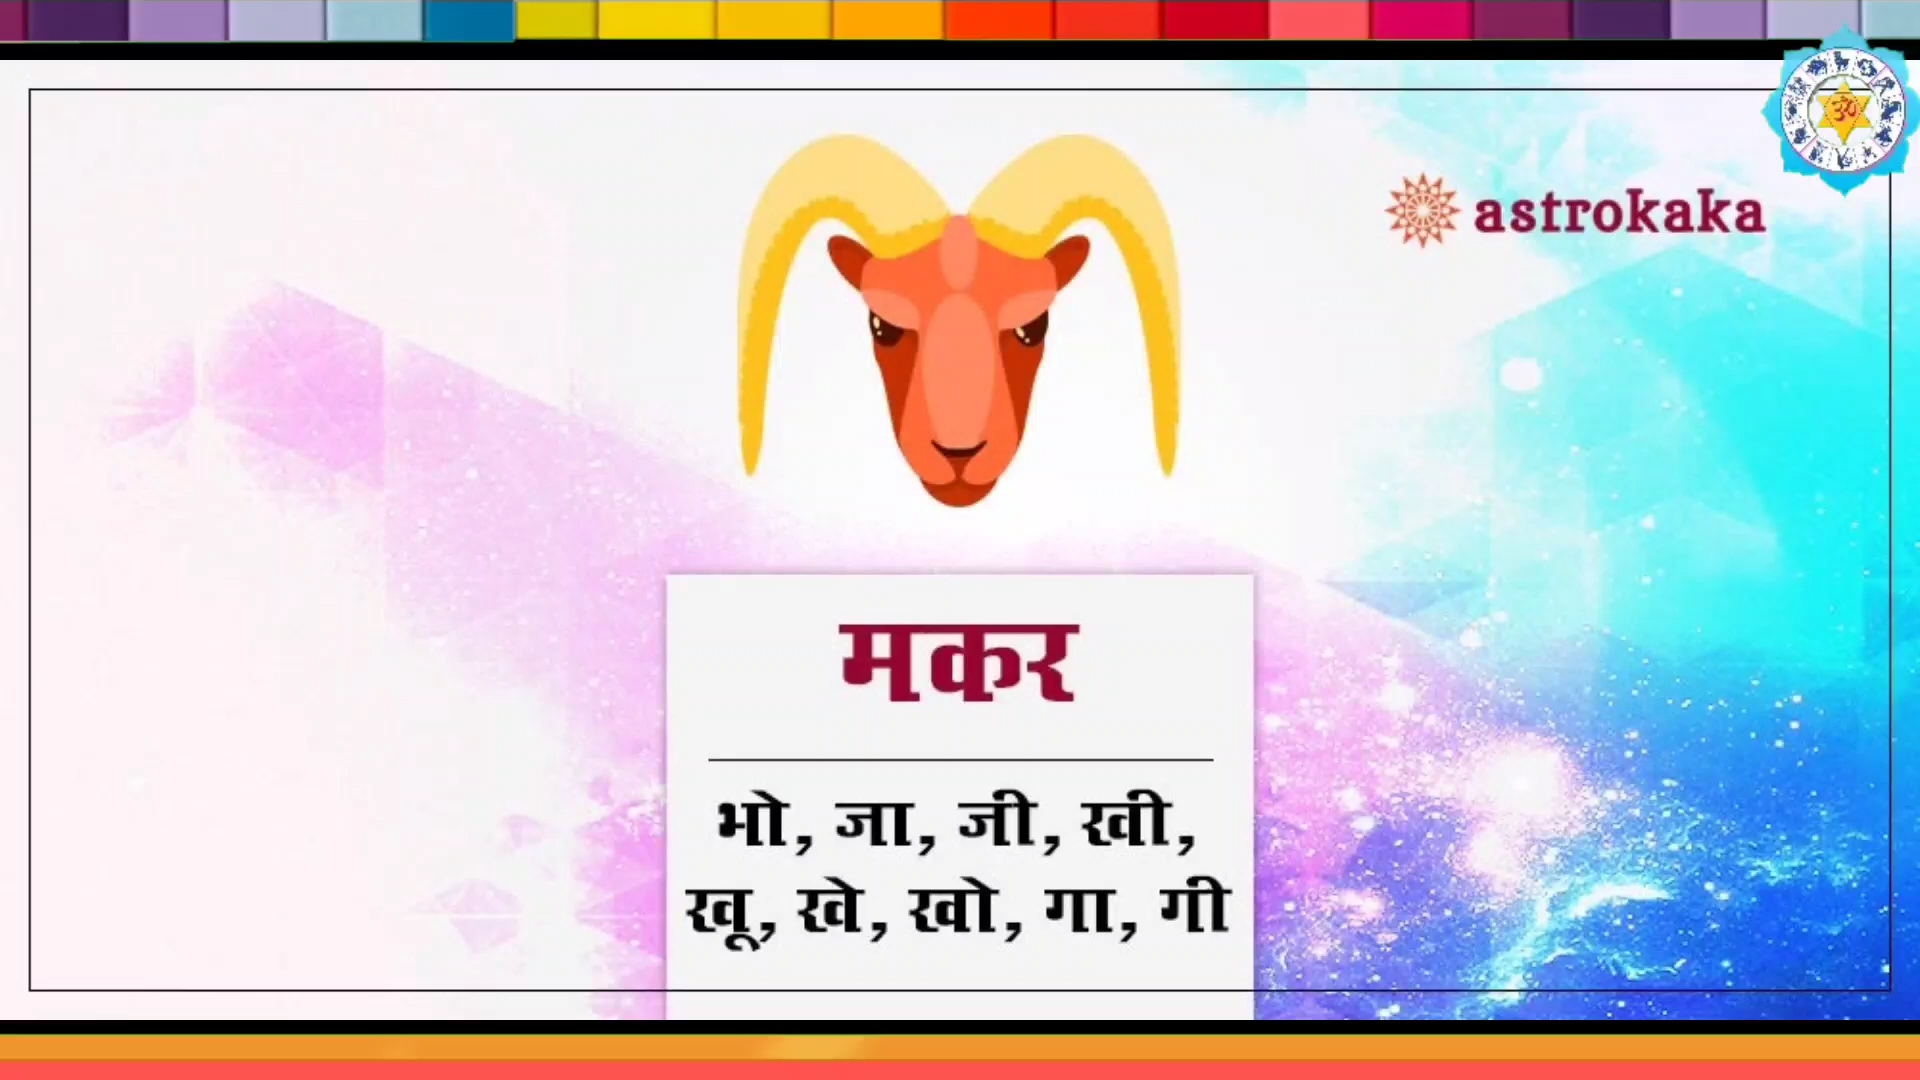 ॐ
astrokaka
मकर
भो, जा, जी, खी,
खू, खे, खो, गा, गी